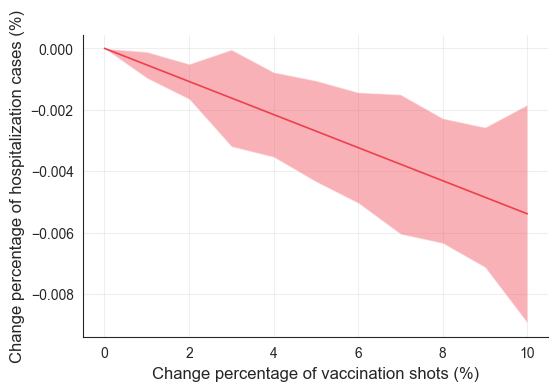 Change percentage of hospitalization cases (%)
0.000
−0.002
−0.004
−0.006
−0.008
0 2 4 6 8 10
Change percentage of vaccination shots (%)